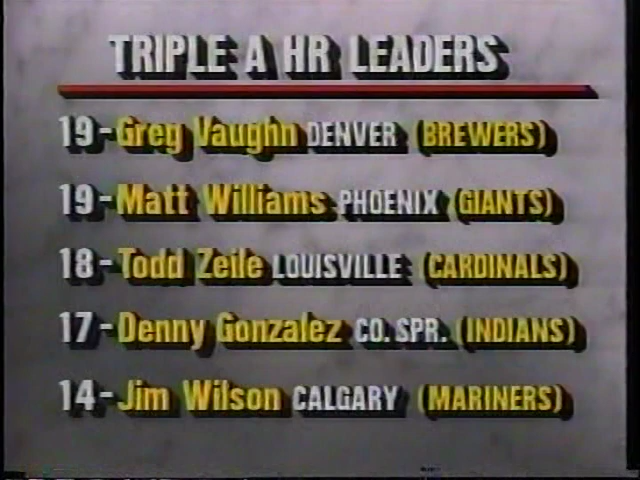 TRIPLE A HR LEADERS
19-Greg Vaughn DENVER (BREWERS)
19-Matt Williams PHOENIX (GIANTS)
18-Todd Zeile LOUISVILLE (CARDINALS)
17-Denny Gonzalez CO. SPR. (INDIANS)
14-Jim Wilson CALGARY (MARINERS)